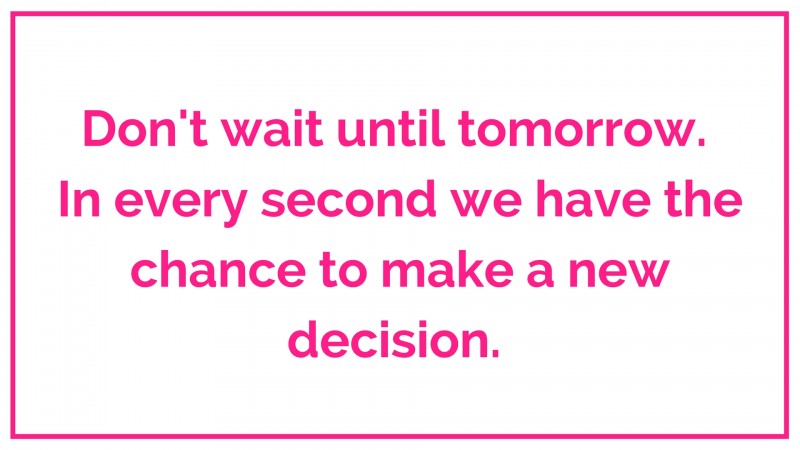 Don't wait until tomorrow.
In every second we have the
chance to make a new
decision.